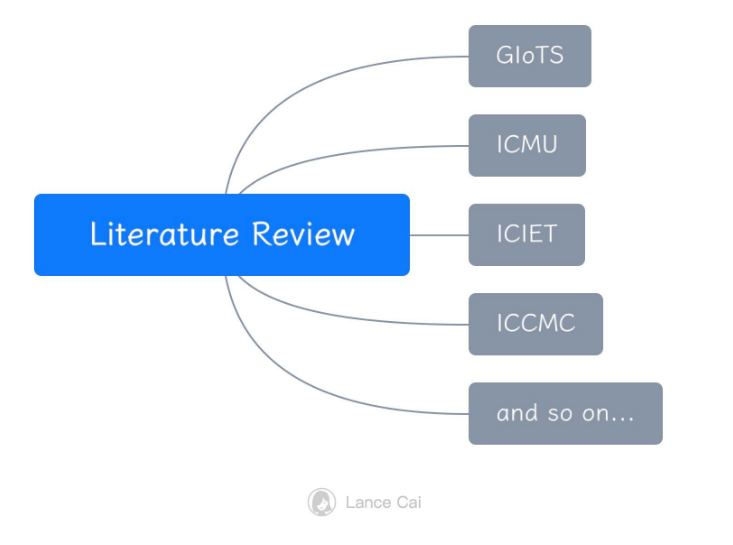 GIoTS
ICMU
Literature Review
ICIET
ICCMC
and so on...
Lance Cai